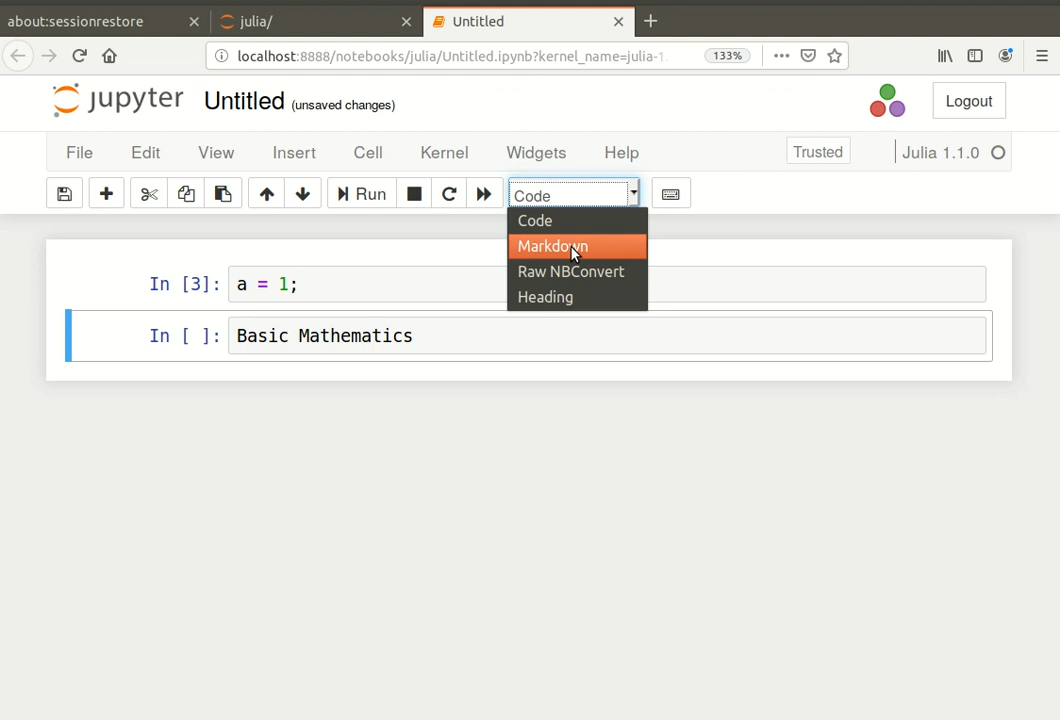 about:sessionrestore
julia/
Untitled
localhost:8888/notebooks/julia/Untitled.ipynb?kernel_name=julia-1.
133%
jupyter Untitled (unsaved changes)
Logout
File Edit View Insert Cell Kernel Widgets Help
Trusted
Julia 1.1.0
Run
Code
Code
Markdown
Raw NBConvert
Heading
In [3]: a = 1;
In [ ]: Basic Mathematics